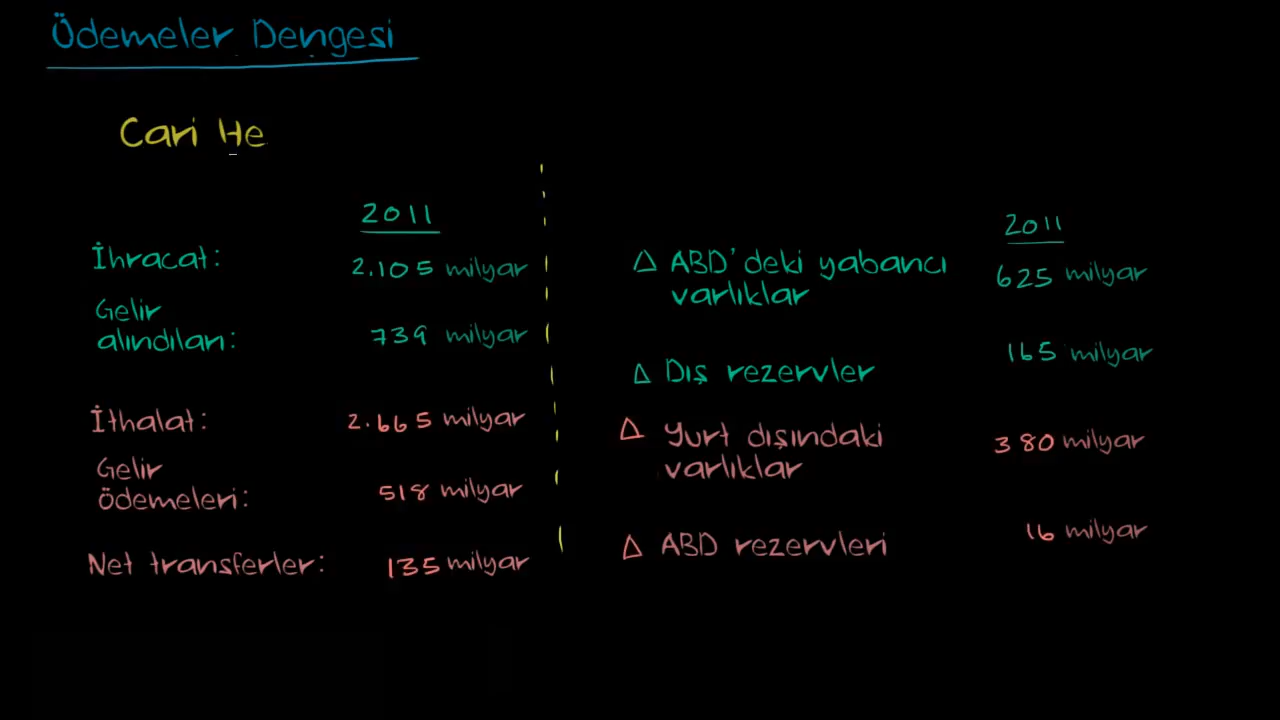 Ödemeler Dengesi
Cari He
2011
İhracat: 2.105 milyar
Gelir
alındıları: 739 milyar
İthalat: 2.665 milyar
Gelir
ödemeleri: 518 milyar
Net transferler: 135 milyar
2011
Δ ABD'deki yabancı 625 milyar
varlıklar
Δ Dış rezervler 165 milyar
Δ Yurt dışındaki 380 milyar
varlıklar
Δ ABD rezervleri 16 milyar